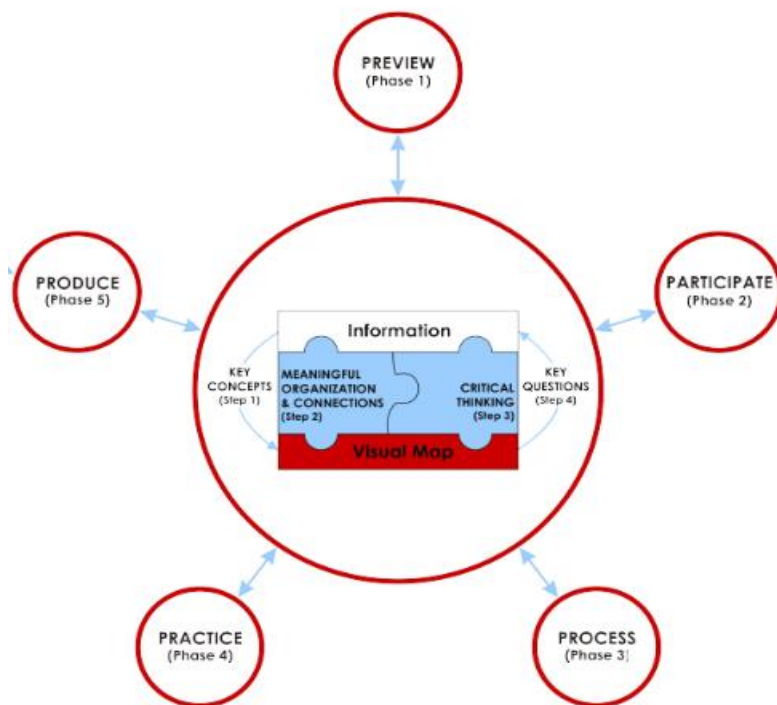 PREVIEW
(Phase 1)
PRODUCE
(Phase 5)
PARTICIPATE
(Phase 2)
Information
KEY
CONCEPTS
(Step 1)
MEANINGFUL
ORGANIZATION
& CONNECTIONS
(Step 2)
CRITICAL
THINKING
(Step 3)
KEY
QUESTIONS
(Step 4)
Visual Map
PRACTICE
(Phase 4)
PROCESS
(Phase 3)